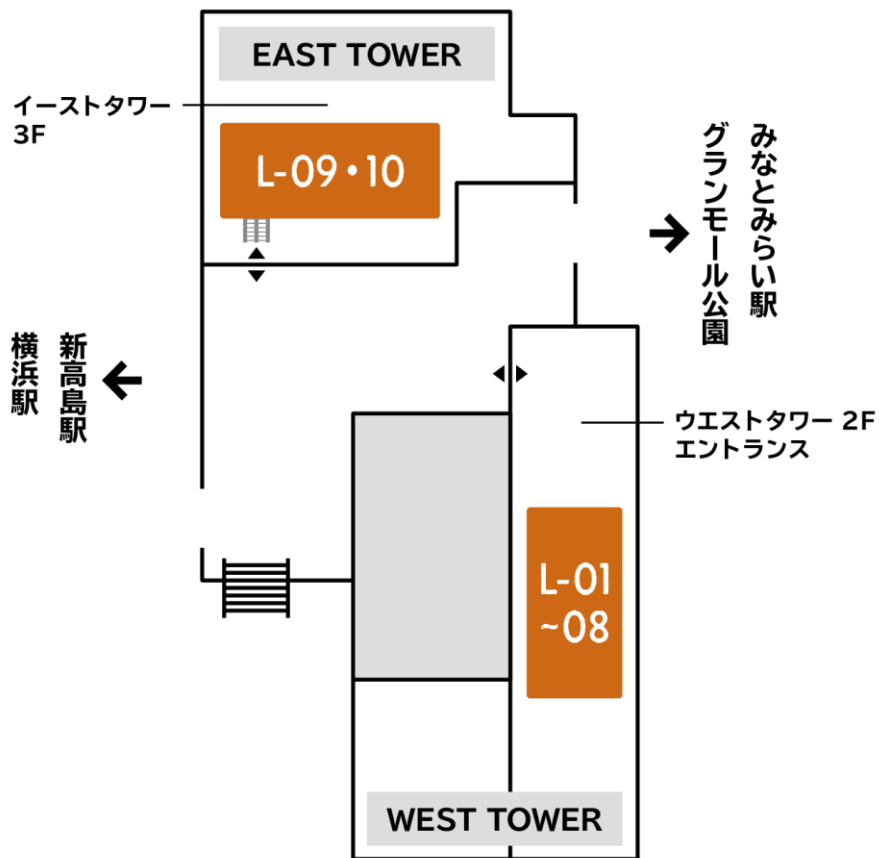 EAST TOWER
イーストタワー
3F
L-09・10
みなとみらい駅
グランモール公園
新高島駅
横浜駅
ウエストタワー 2F
エントランス
L-01
~08
WEST TOWER